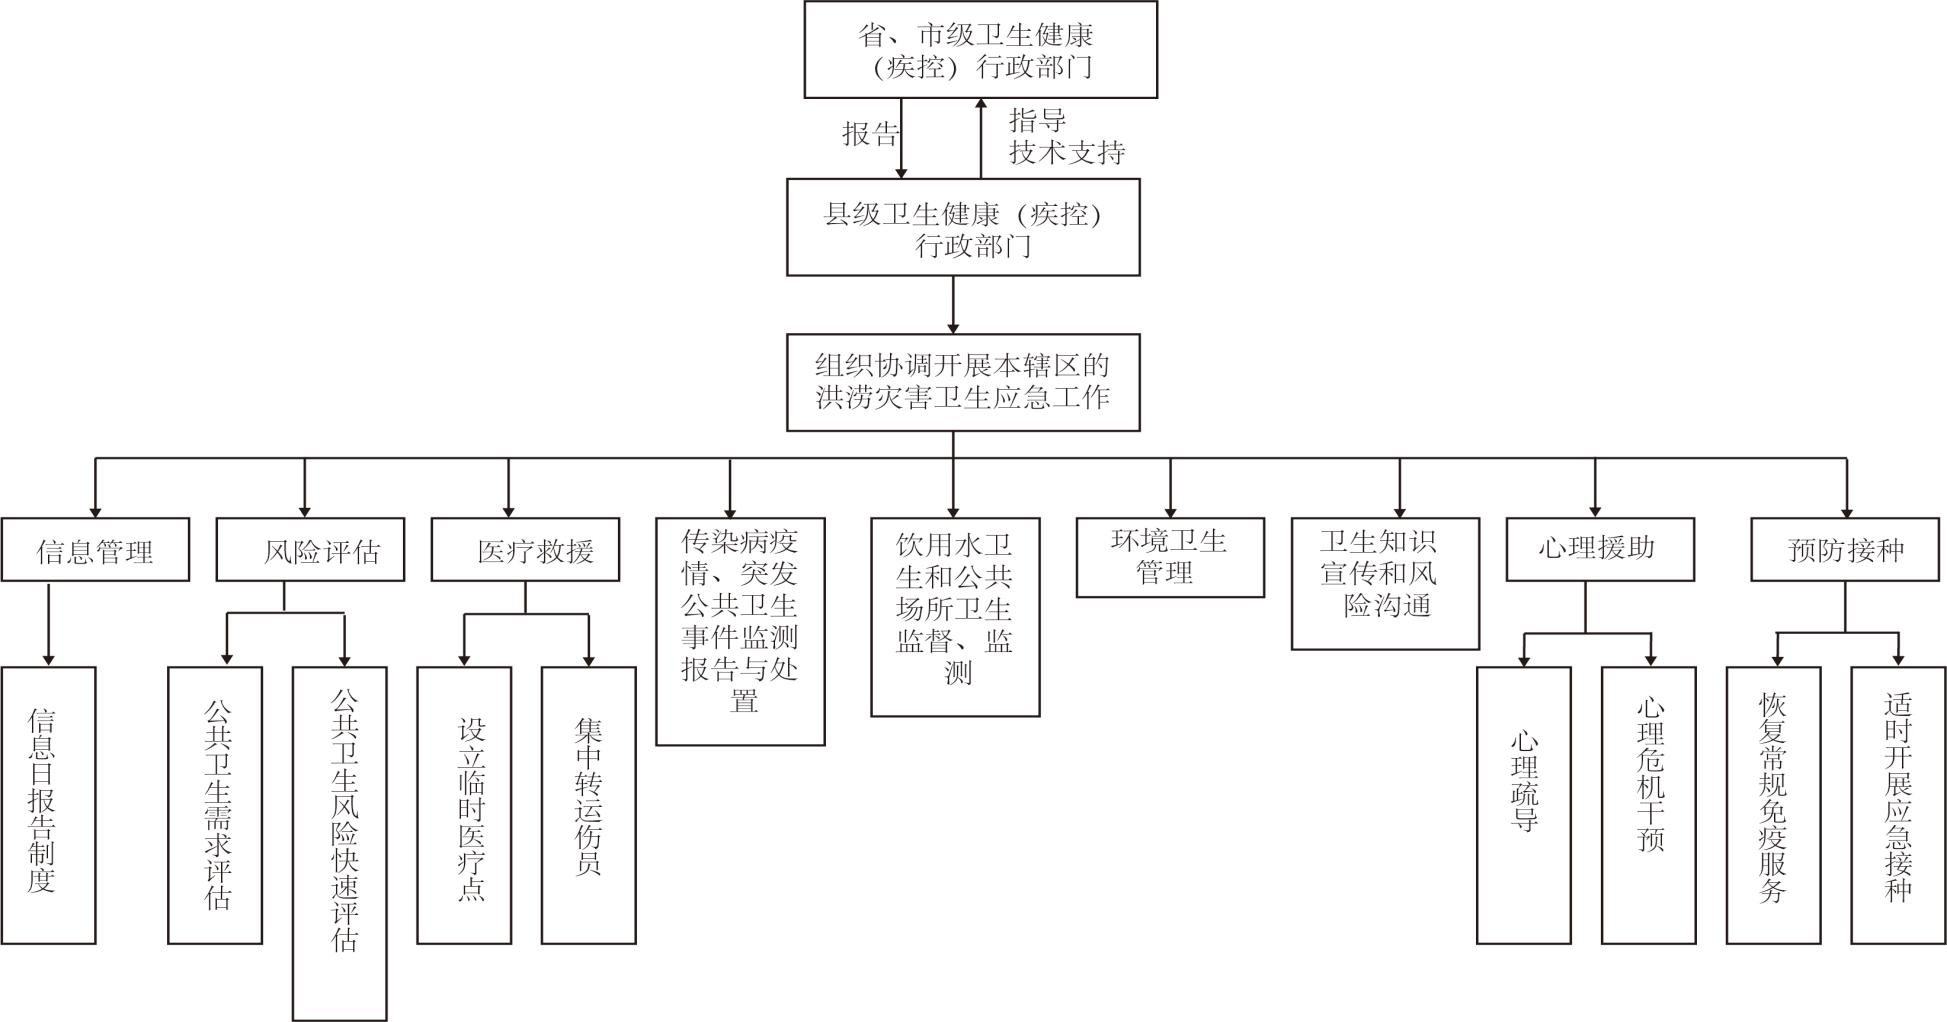 省、市级卫生健康
（疾控）行政部门
报告
指导
技术支持
县级卫生健康（疾控）
行政部门
组织协调开展本辖区的
洪涝灾害卫生应急工作
信息管理
风险评估
医疗救援
传染病疫
情、突发
公共卫生
事件监测
报告与处
置
饮用水卫
生和公共
场所卫生
监督、监
测
环境卫生
管理
卫生知识
宣传和风
险沟通
心理援助
预防接种
信息日报告制度
公共卫生需求评估
公共卫生风险快速评估
设立临时医疗点
集中转运伤员
心理疏导
心理危机干预
恢复常规免疫服务
适时开展应急接种